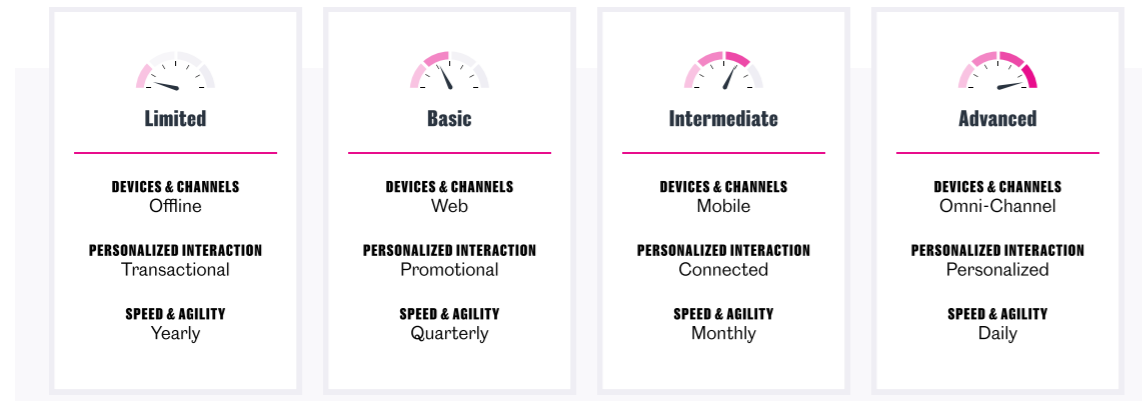 Limited
DEVICES & CHANNELS
Offline
PERSONALIZED INTERACTION
Transactional
SPEED & AGILITY
Yearly
Basic
DEVICES & CHANNELS
Web
PERSONALIZED INTERACTION
Promotional
SPEED & AGILITY
Quarterly
Intermediate
DEVICES & CHANNELS
Mobile
PERSONALIZED INTERACTION
Connected
SPEED & AGILITY
Monthly
Advanced
DEVICES & CHANNELS
Omni-Channel
PERSONALIZED INTERACTION
Personalized
SPEED & AGILITY
Daily